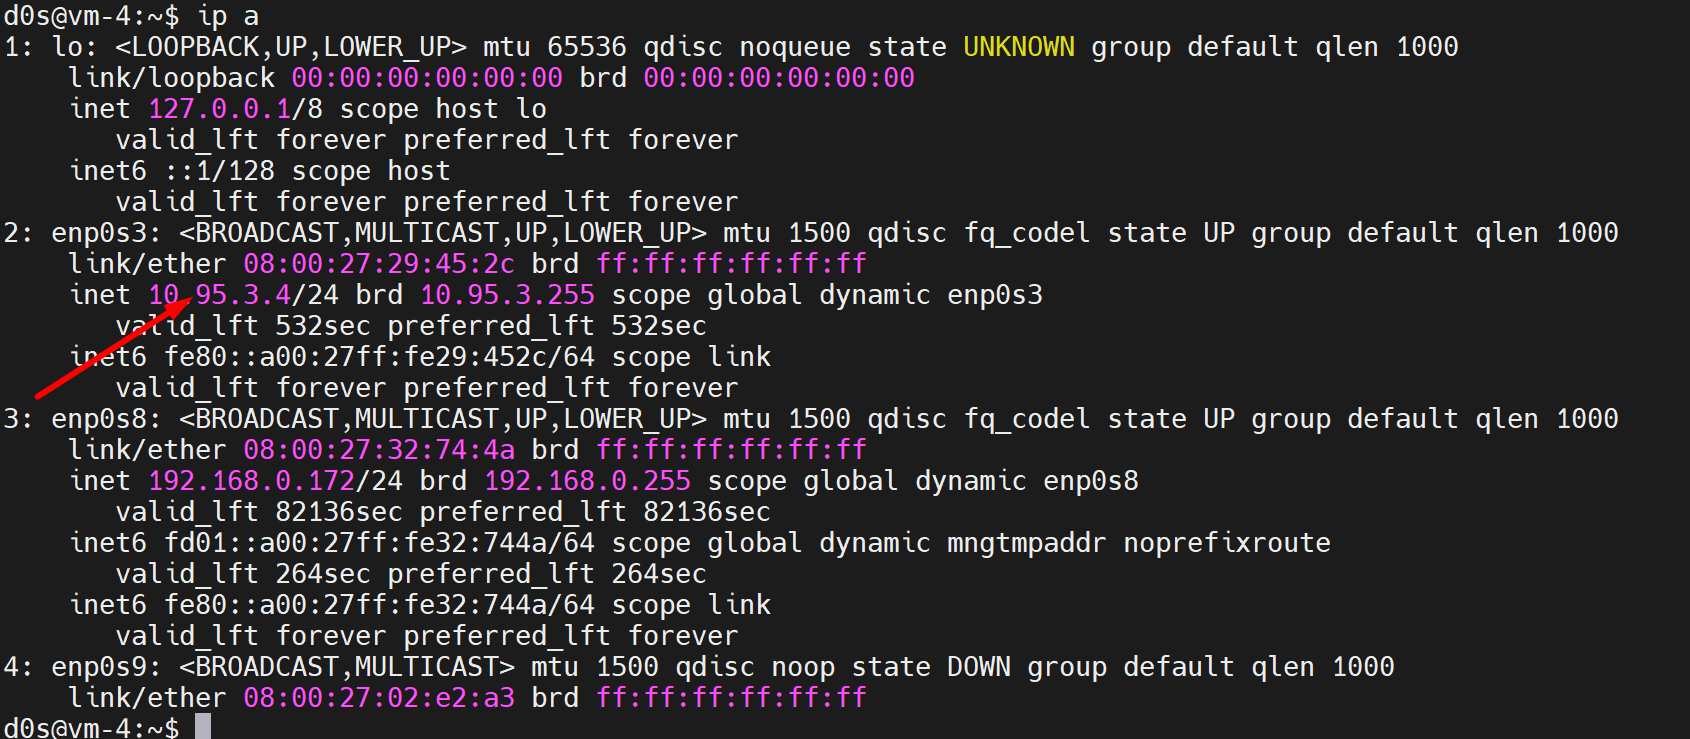 d0s@vm-4:~$ ip a
1: lo: <LOOPBACK,UP,LOWER_UP> mtu 65536 qdisc noqueue state UNKNOWN group default qlen 1000
    link/loopback 00:00:00:00:00:00 brd 00:00:00:00:00:00
    inet 127.0.0.1/8 scope host lo
       valid_lft forever preferred_lft forever
    inet6 ::1/128 scope host
       valid_lft forever preferred_lft forever
2: enp0s3: <BROADCAST,MULTICAST,UP,LOWER_UP> mtu 1500 qdisc fq_codel state UP group default qlen 1000
    link/ether 08:00:27:29:45:2c brd ff:ff:ff:ff:ff:ff
    inet 10.95.3.4/24 brd 10.95.3.255 scope global dynamic enp0s3
       valid_lft 532sec preferred_lft 532sec
    inet6 fe80::a00:27ff:fe29:452c/64 scope link
       valid_lft forever preferred_lft forever
3: enp0s8: <BROADCAST,MULTICAST,UP,LOWER_UP> mtu 1500 qdisc fq_codel state UP group default qlen 1000
    link/ether 08:00:27:32:74:4a brd ff:ff:ff:ff:ff:ff
    inet 192.168.0.172/24 brd 192.168.0.255 scope global dynamic enp0s8
       valid_lft 82136sec preferred_lft 82136sec
    inet6 fd01::a00:27ff:fe32:744a/64 scope global dynamic mngtmpaddr noprefixroute
       valid_lft 264sec preferred_lft 264sec
    inet6 fe80::a00:27ff:fe32:744a/64 scope link
       valid_lft forever preferred_lft forever
4: enp0s9: <BROADCAST,MULTICAST> mtu 1500 qdisc noop state DOWN group default qlen 1000
    link/ether 08:00:27:02:e2:a3 brd ff:ff:ff:ff:ff:ff
d0s@vm-4:~$